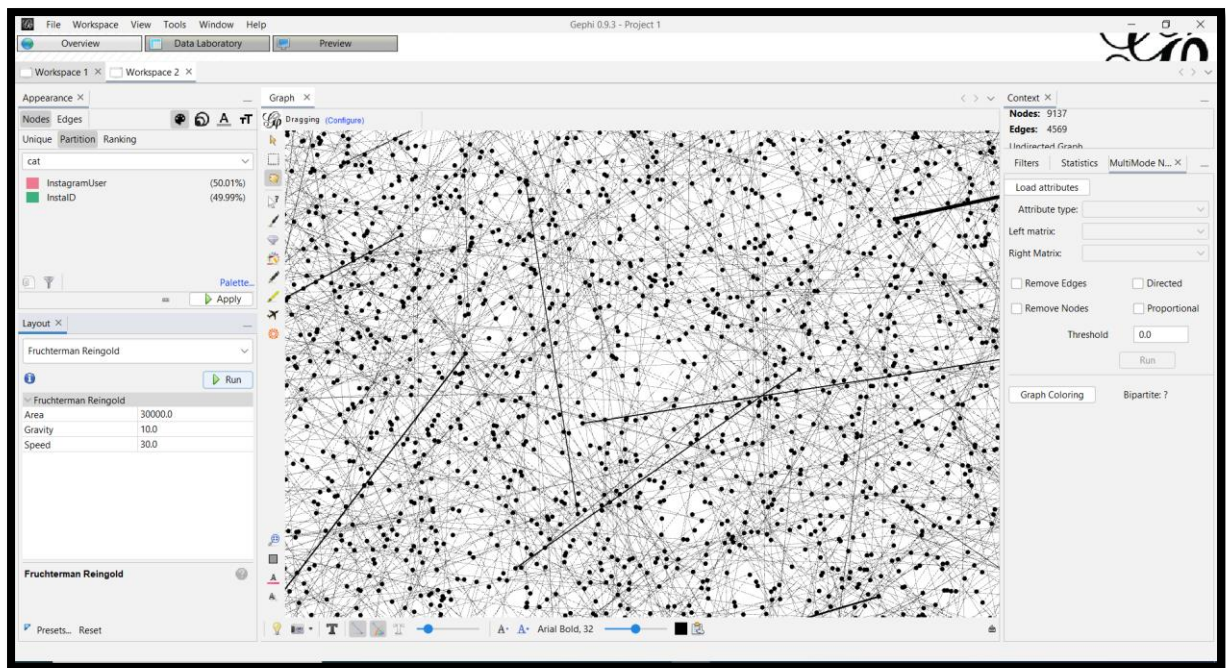 File Workspace View Tools Window Help
Gephi 0.9.3 - Project 1
Overview Data Laboratory Preview
Workspace 1 Workspace 2
Appearance
Nodes Edges
Unique Partition Ranking
cat
InstagramUser (50.01%)
InstaID (49.99%)
Palette...
Apply
Layout
Fruchterman Reingold
Run
Fruchterman Reingold
Area 30000.0
Gravity 10.0
Speed 30.0
Fruchterman Reingold
Presets... Reset
Graph
Dragging (Configure)
Arial Bold, 32
Context
Nodes: 9137
Edges: 4569
Undirected Graph
Filters Statistics MultiMode N...
Load attributes
Attribute type:
Left matrix:
Right Matrix:
Remove Edges Directed
Remove Nodes Proportional
Threshold 0.0
Run
Graph Coloring Bipartite: ?